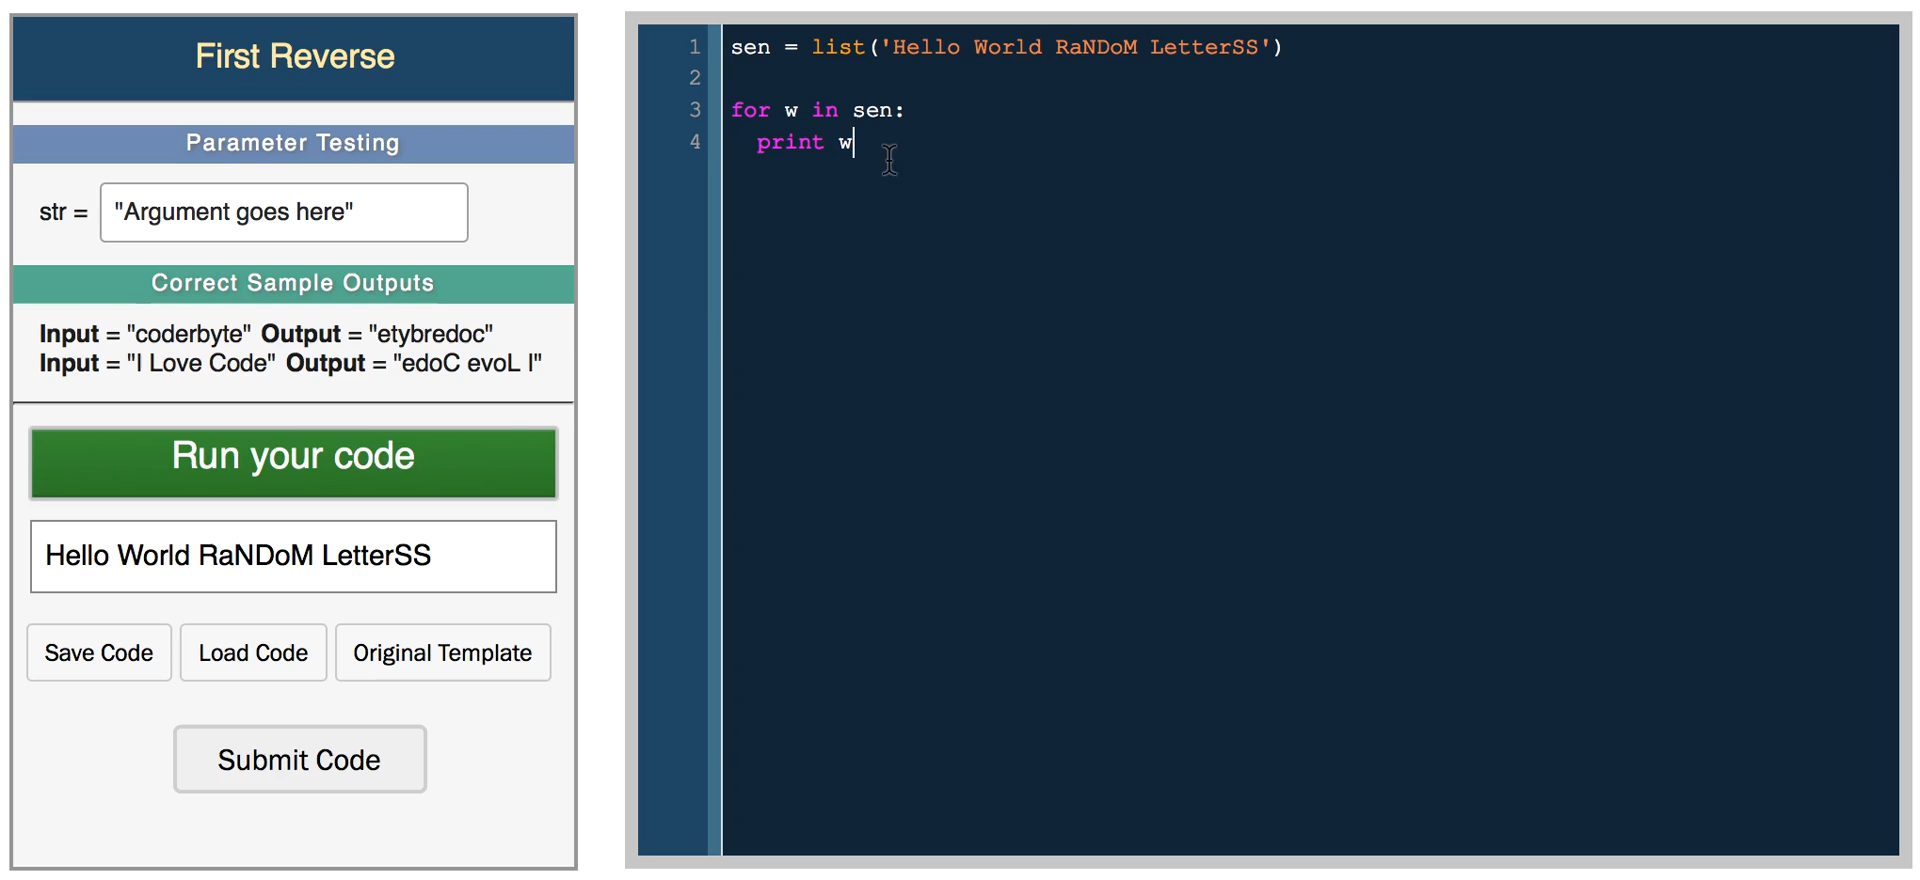 First Reverse
Parameter Testing
str = "Argument goes here"
Correct Sample Outputs
Input = "coderbyte" Output = "etybredoc"
Input = "I Love Code" Output = "edoC evoL I"
Run your code
Hello World RaNDoM LetterSS
Save Code Load Code Original Template
Submit Code
1 sen = list('Hello World RaNDoM LetterSS')
2
3 for w in sen:
4   print w